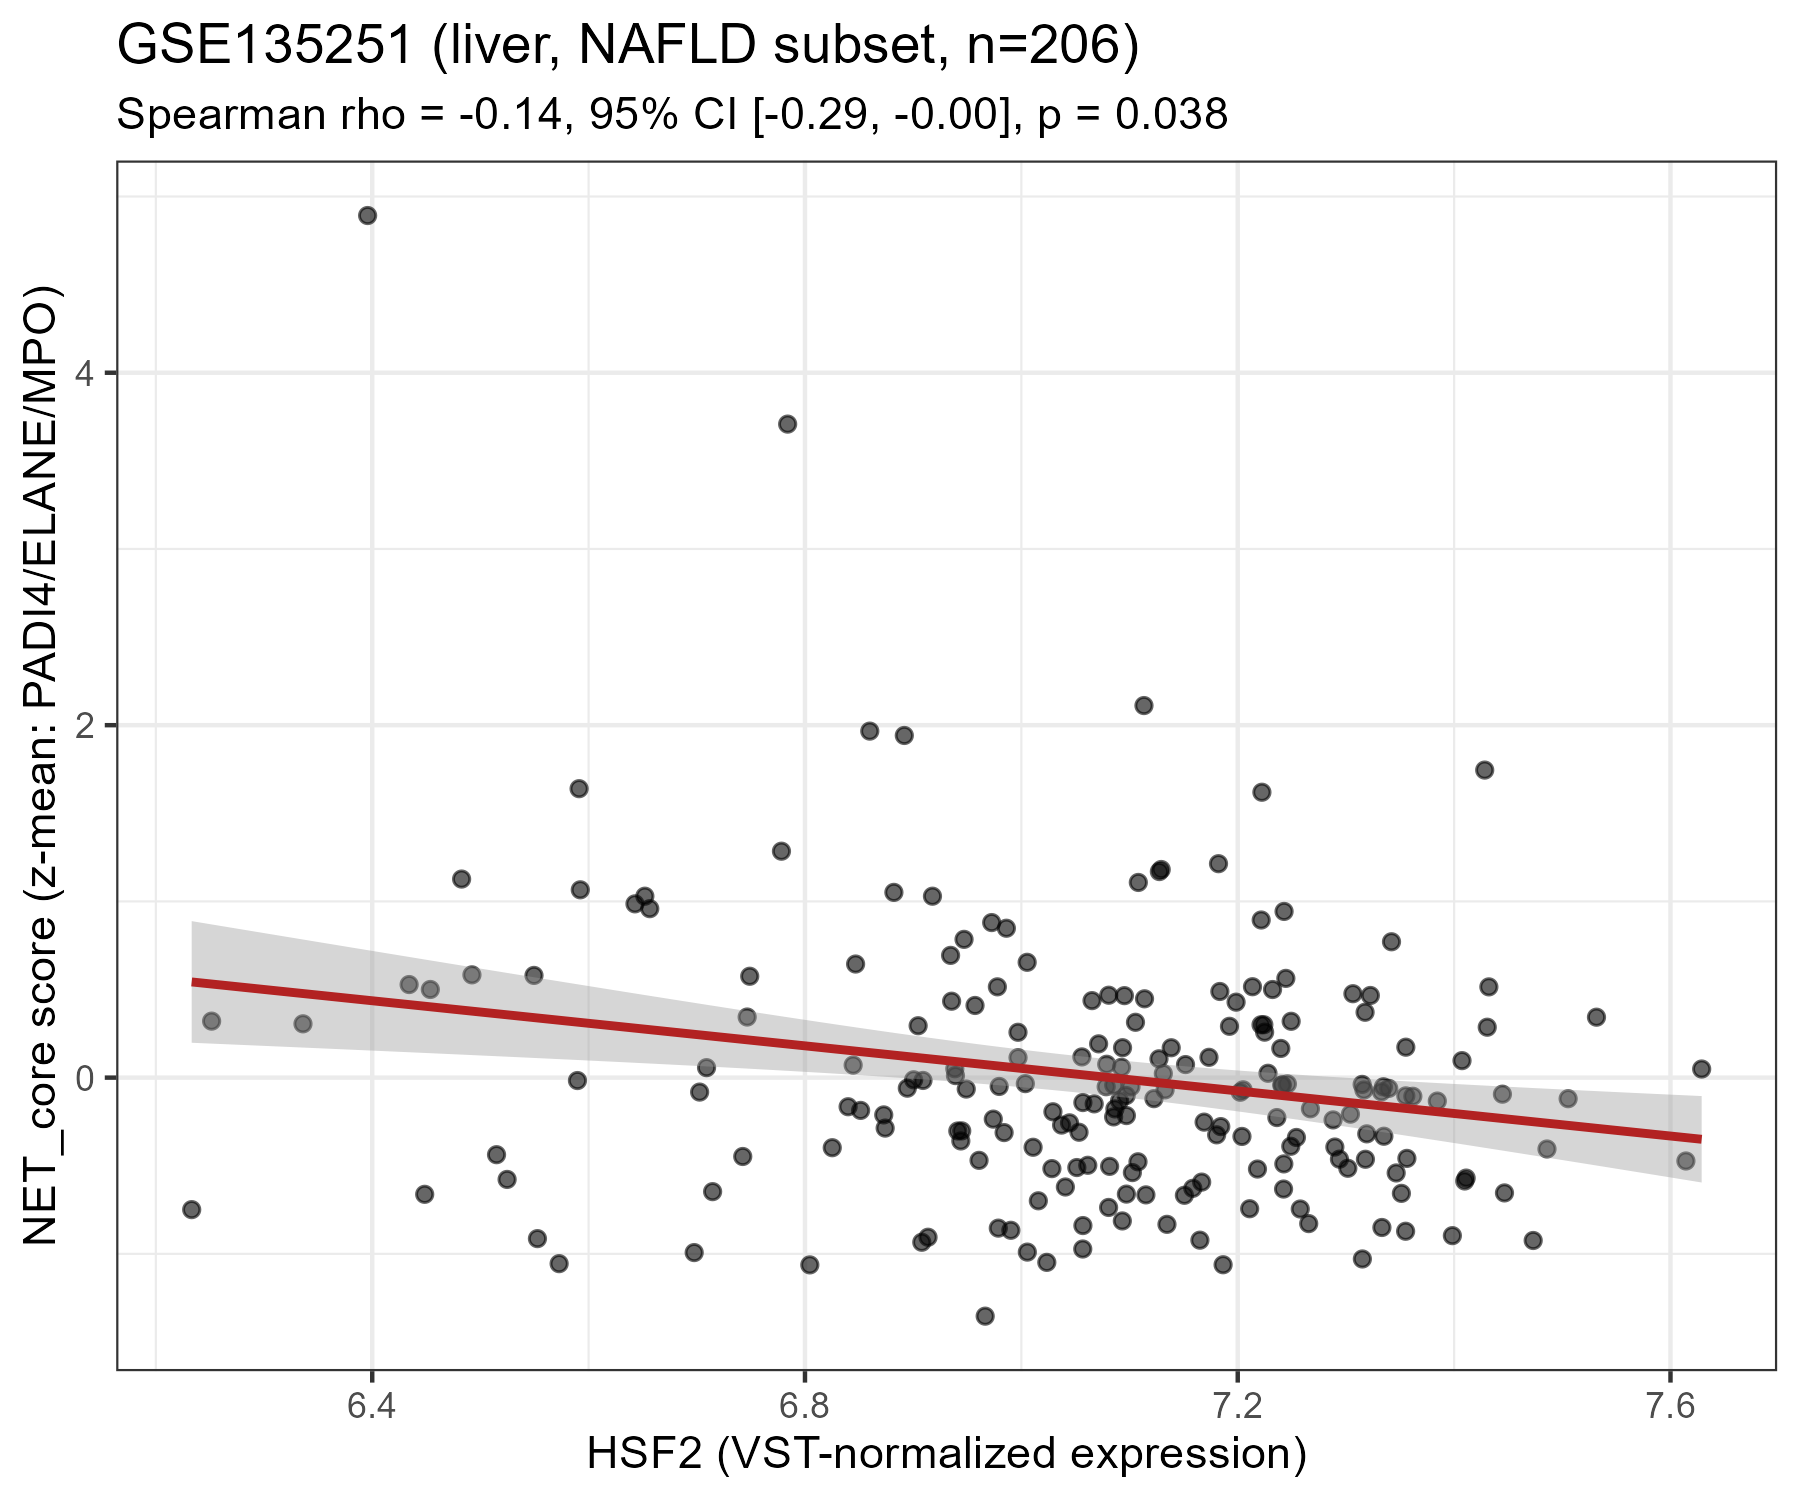 GSE135251 (liver, NAFLD subset, n=206)
Spearman rho = -0.14, 95% CI [-0.29, -0.00], p = 0.038
NET_core score (z-mean: PADI4/ELANE/MPO)
4
2
0
6.4
6.8
7.2
7.6
HSF2 (VST-normalized expression)